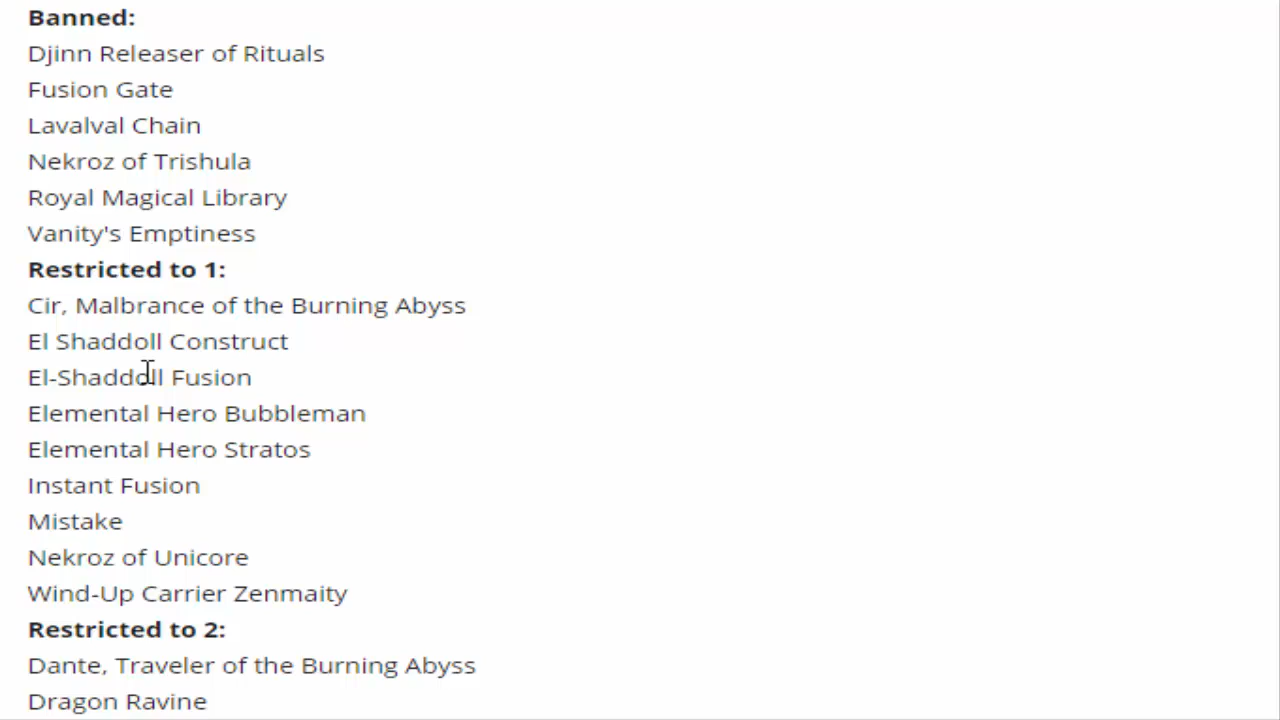 Banned:
Djinn Releaser of Rituals
Fusion Gate
Lavalval Chain
Nekroz of Trishula
Royal Magical Library
Vanity's Emptiness
Restricted to 1:
Cir, Malbrance of the Burning Abyss
El Shaddoll Construct
El-Shaddoll Fusion
Elemental Hero Bubbleman
Elemental Hero Stratos
Instant Fusion
Mistake
Nekroz of Unicore
Wind-Up Carrier Zenmaity
Restricted to 2:
Dante, Traveler of the Burning Abyss
Dragon Ravine